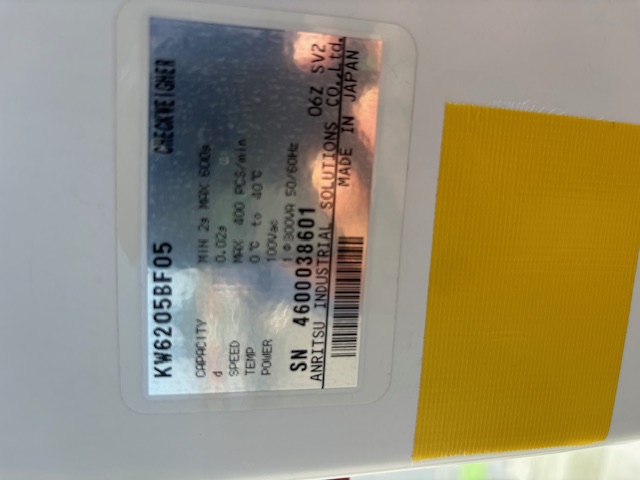 KW6205BF05 CHECKWEIGHER
CAPACITY MIN 2g MAX 600g
d 0.02g
SPEED MAX 400 PCS/min
TEMP 0℃ to 40℃
POWER 100Vac
1Φ300VA 50/60Hz
SN 4600038601 06Z SV2
ANRITSU INDUSTRIAL SOLUTIONS CO.,Ltd.
MADE IN JAPAN